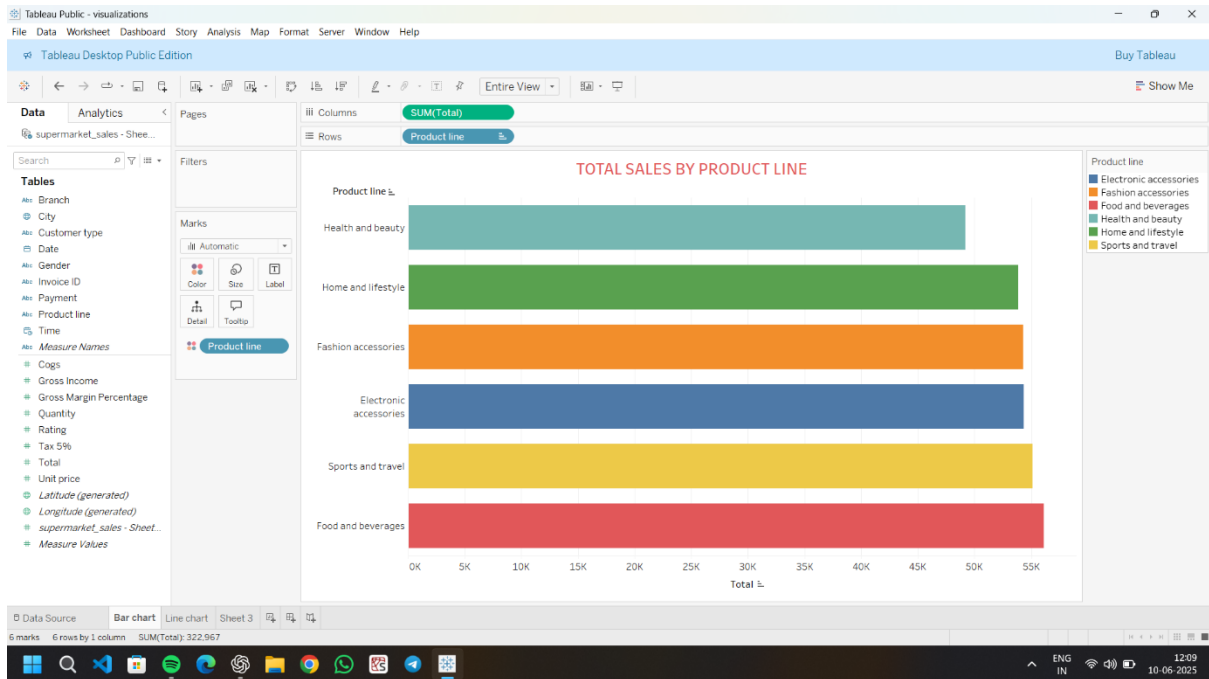 Tableau Public - visualizations
File Data Worksheet Dashboard Story Analysis Map Format Server Window Help
Tableau Desktop Public Edition
Buy Tableau
Entire View
Show Me
Data Analytics
supermarket_sales - Shee...
Search
Tables
Abc Branch
City
Abc Customer type
Date
Abc Gender
Abc Invoice ID
Abc Payment
Abc Product line
Time
Abc Measure Names
# Cogs
# Gross Income
# Gross Margin Percentage
# Quantity
# Rating
# Tax 5%
# Total
# Unit price
Latitude (generated)
Longitude (generated)
# supermarket_sales - Sheet...
# Measure Values
Pages
Filters
Marks
Automatic
Color Size Label
Detail Tooltip
Product line
Columns SUM(Total)
Rows Product line
TOTAL SALES BY PRODUCT LINE
Product line
Health and beauty
Home and lifestyle
Fashion accessories
Electronic
accessories
Sports and travel
Food and beverages
0K 5K 10K 15K 20K 25K 30K 35K 40K 45K 50K 55K
Total
Product line
Electronic accessories
Fashion accessories
Food and beverages
Health and beauty
Home and lifestyle
Sports and travel
Data Source Bar chart Line chart Sheet 3
6 marks 6 rows by 1 column SUM(Total): 322,967
ENG
IN
12:09
10-06-2025